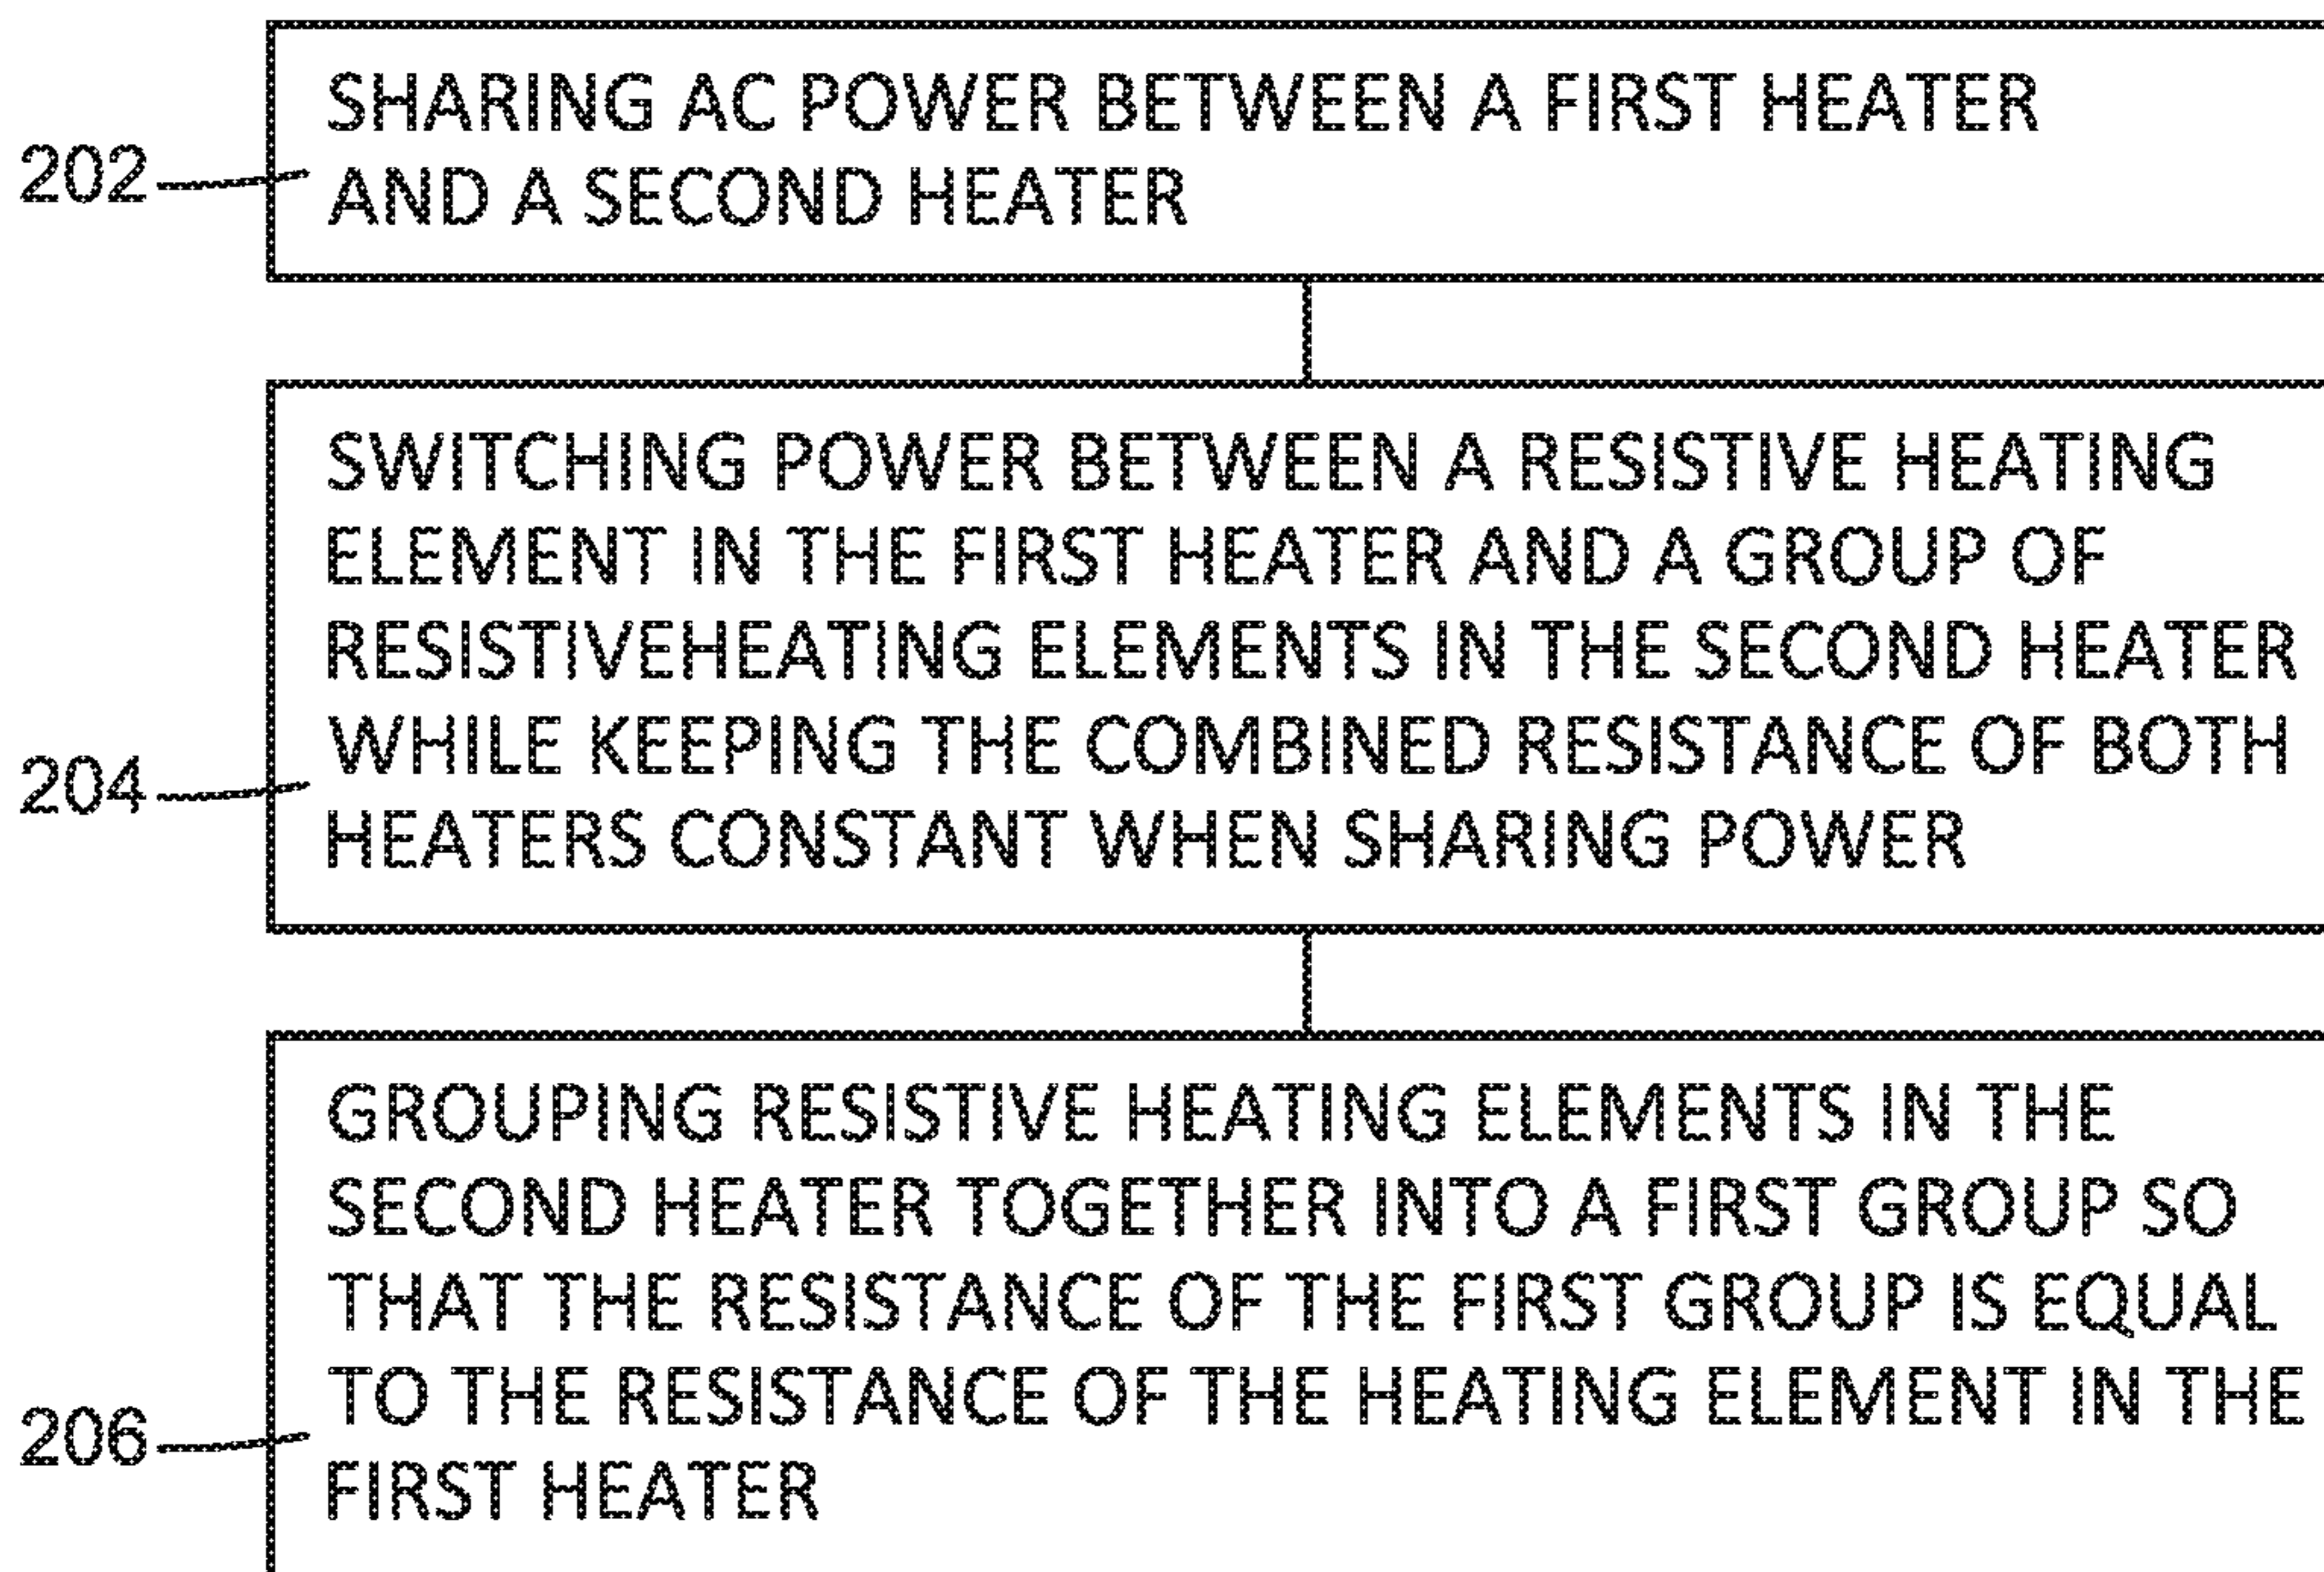 SHARING AC POWER BETWEEN A FIRST HEATER
202
AND A SECOND HEATER
SWITCHING POWER BETWEEN A RESISTIVE HEATING
ELEMENT IN THE FIRST HEATER AND A GROUP OF
RESISTIVEHEATING ELEMENTS IN THE SECOND HEATER
WHILE KEEPING THE COMBINED RESISTANCE OF BOTH
204
HEATERS CONSTANT WHEN SHARING POWER
GROUPING RESISTIVE HEATING ELEMENTS IN THE
SECOND HEATER TOGETHER INTO A FIRST GROUP SO
THAT THE RESISTANCE OF THE FIRST GROUP IS EQUAL
TO THE RESISTANCE OF THE HEATING ELEMENT IN THE
206
FIRST HEATER